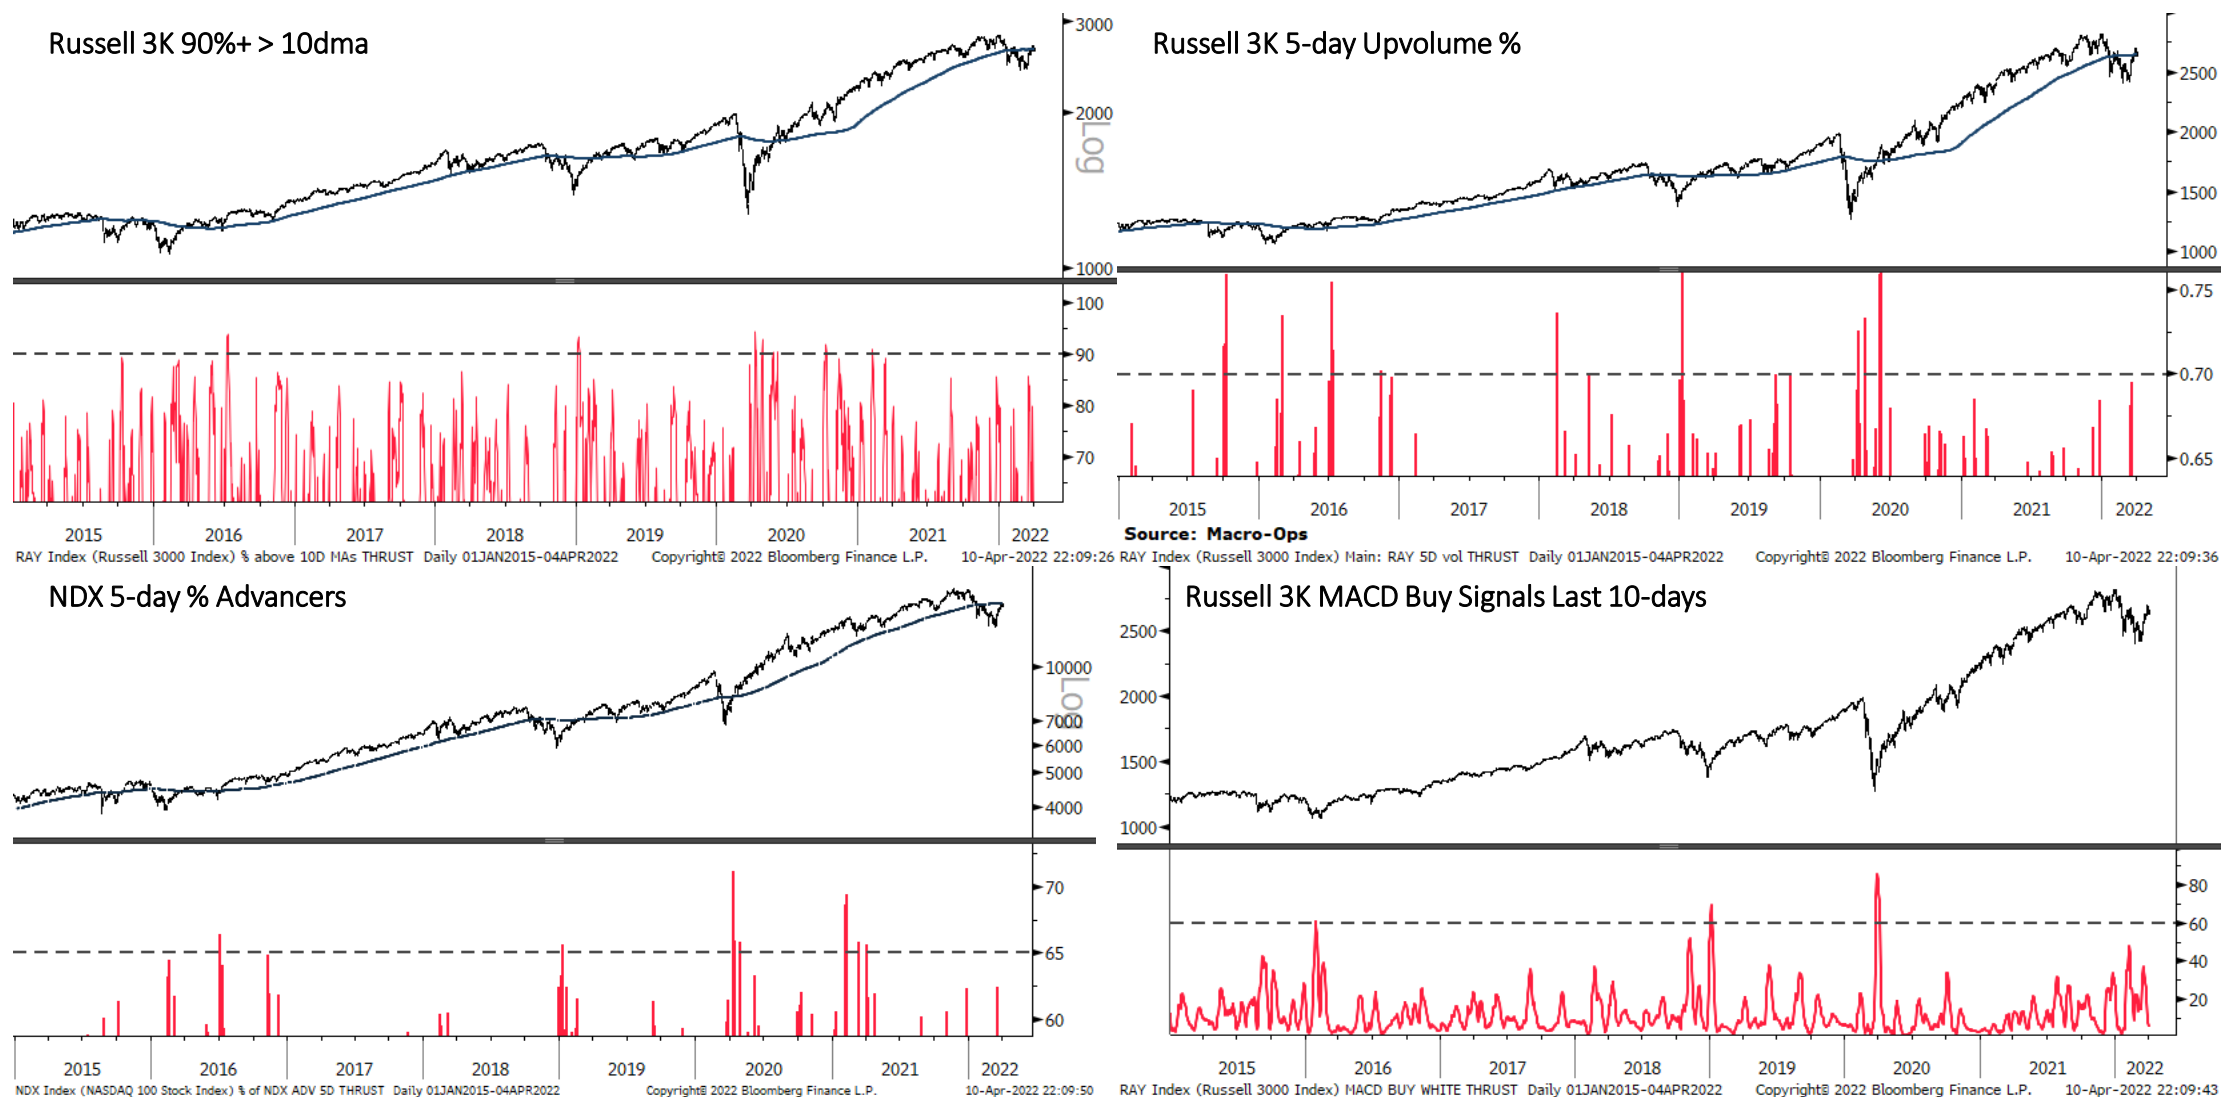 Russell 3K 90%+ > 10dma
3000
2000
Log
1000
100
90
80
70
2015 2016 2017 2018 2019 2020 2021 2022
RAY Index (Russell 3000 Index) % above 10D MAs THRUST Daily 01JAN2015-04APR2022 Copyright© 2022 Bloomberg Finance L.P. 10-Apr-2022 22:09:26
Russell 3K 5-day Upvolume %
2500
2000
1500
1000
0.75
0.70
0.65
2015 2016 2017 2018 2019 2020 2021 2022
Source: Macro-Ops
RAY Index (Russell 3000 Index) Main: RAY 5D vol THRUST Daily 01JAN2015-04APR2022 Copyright© 2022 Bloomberg Finance L.P. 10-Apr-2022 22:09:36
NDX 5-day % Advancers
10000
Log
7000
6000
5000
4000
70
65
60
2015 2016 2017 2018 2019 2020 2021 2022
NDX Index (NASDAQ 100 Stock Index) % of NDX ADV 5D THRUST Daily 01JAN2015-04APR2022 Copyright© 2022 Bloomberg Finance L.P. 10-Apr-2022 22:09:50
Russell 3K MACD Buy Signals Last 10-days
2500
2000
1500
1000
80
60
40
20
2015 2016 2017 2018 2019 2020 2021 2022
RAY Index (Russell 3000 Index) MACD BUY WHITE THRUST Daily 01JAN2015-04APR2022 Copyright© 2022 Bloomberg Finance L.P. 10-Apr-2022 22:09:43